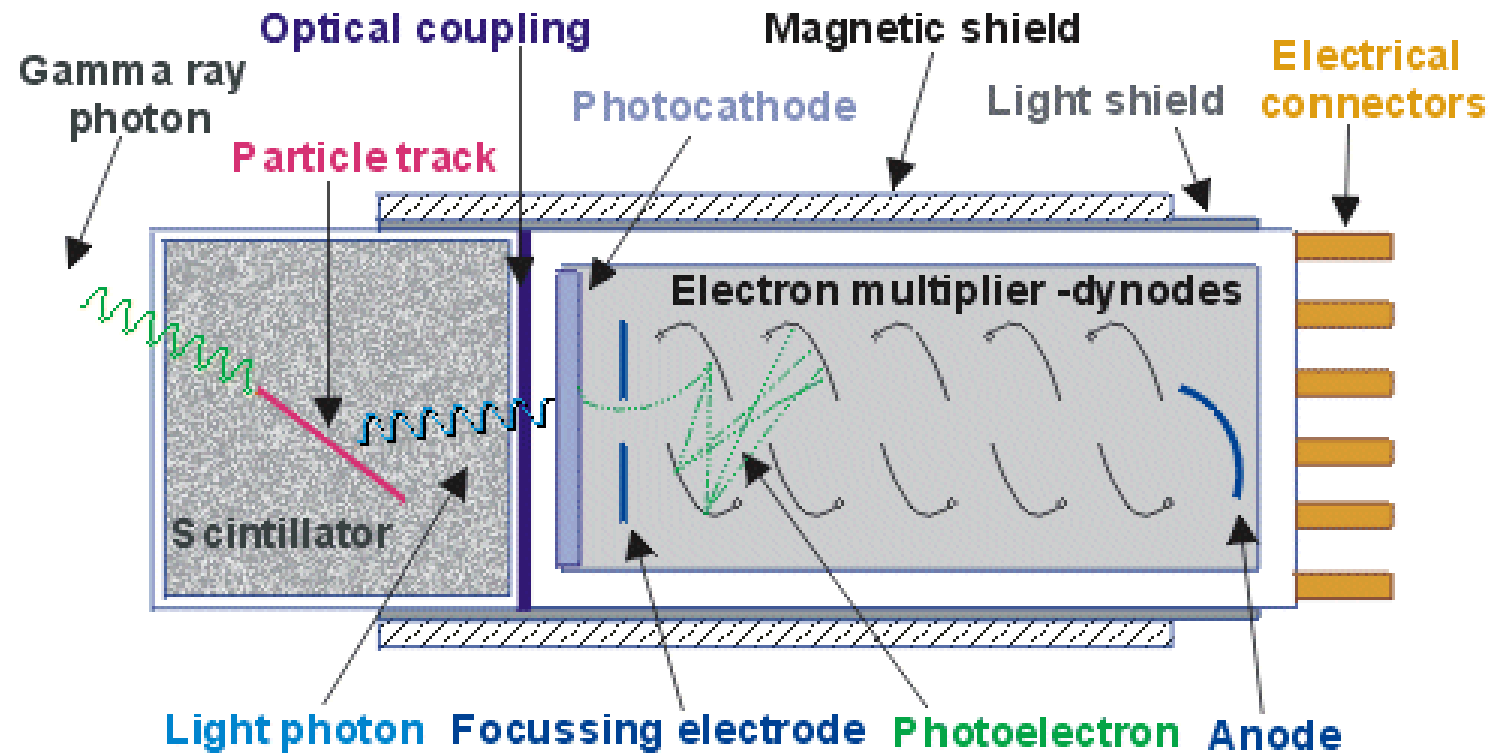 Optical coupling
Magnetic shield
Gamma ray
photon
Electrical
connectors
Photocathode
Light shield
Particle track
Electron multiplier -dynodes
Scintillator
Light photon
Focussing electrode
Photoelectron
Anode